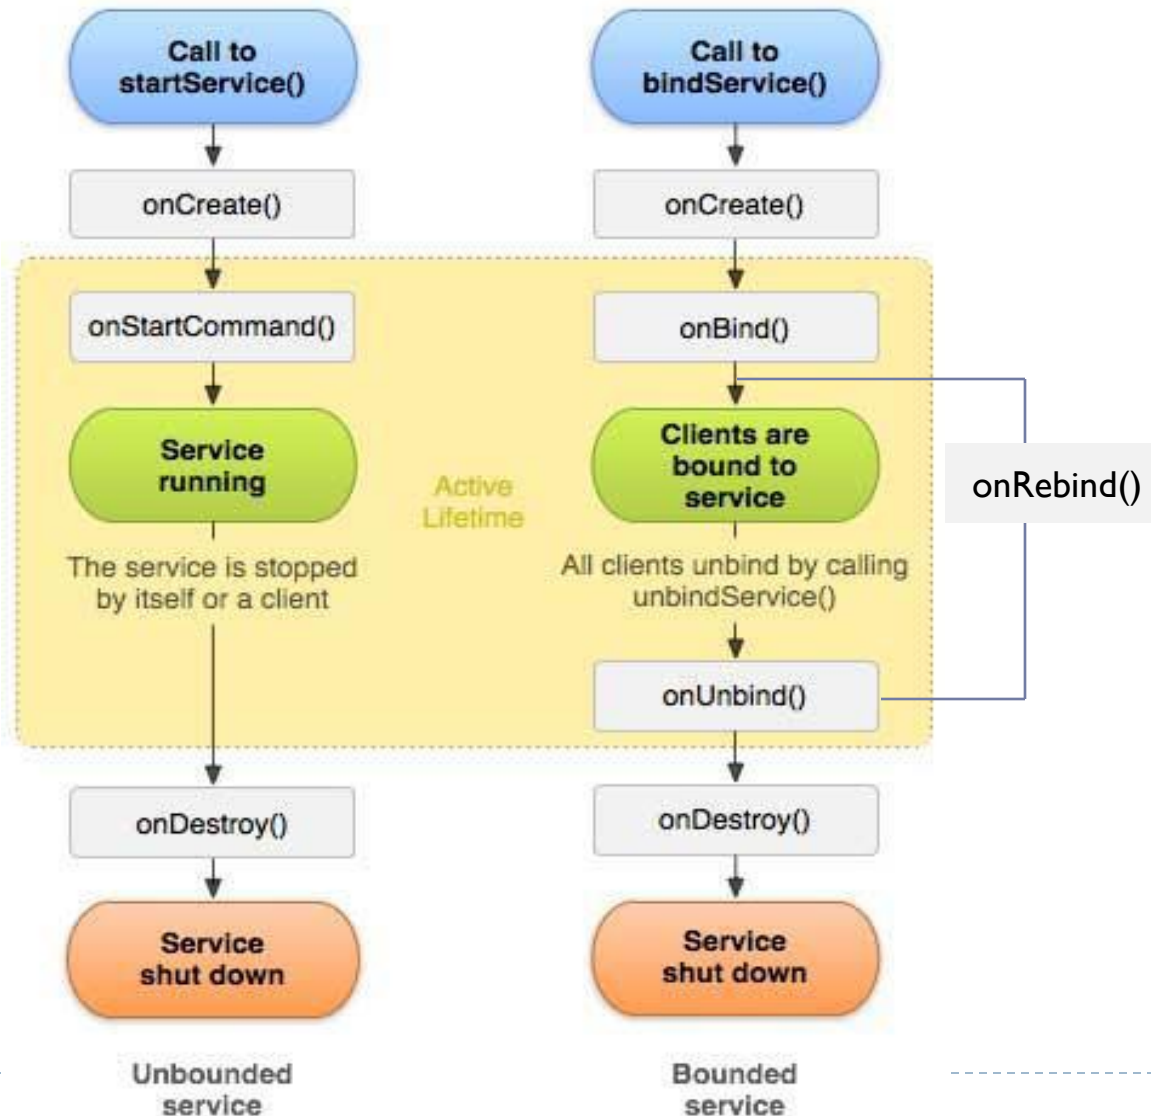 Call to
startService()
onCreate()
onStartCommand()
Service
running
The service is stopped
by itself or a client
onDestroy()
Service
shut down
Unbounded
service
Active
Lifetime
Call to
bindService()
onCreate()
onBind()
Clients are
bound to
service
All clients unbind by calling
unbindService()
onUnbind()
onRebind()
onDestroy()
Service
shut down
Bounded
service